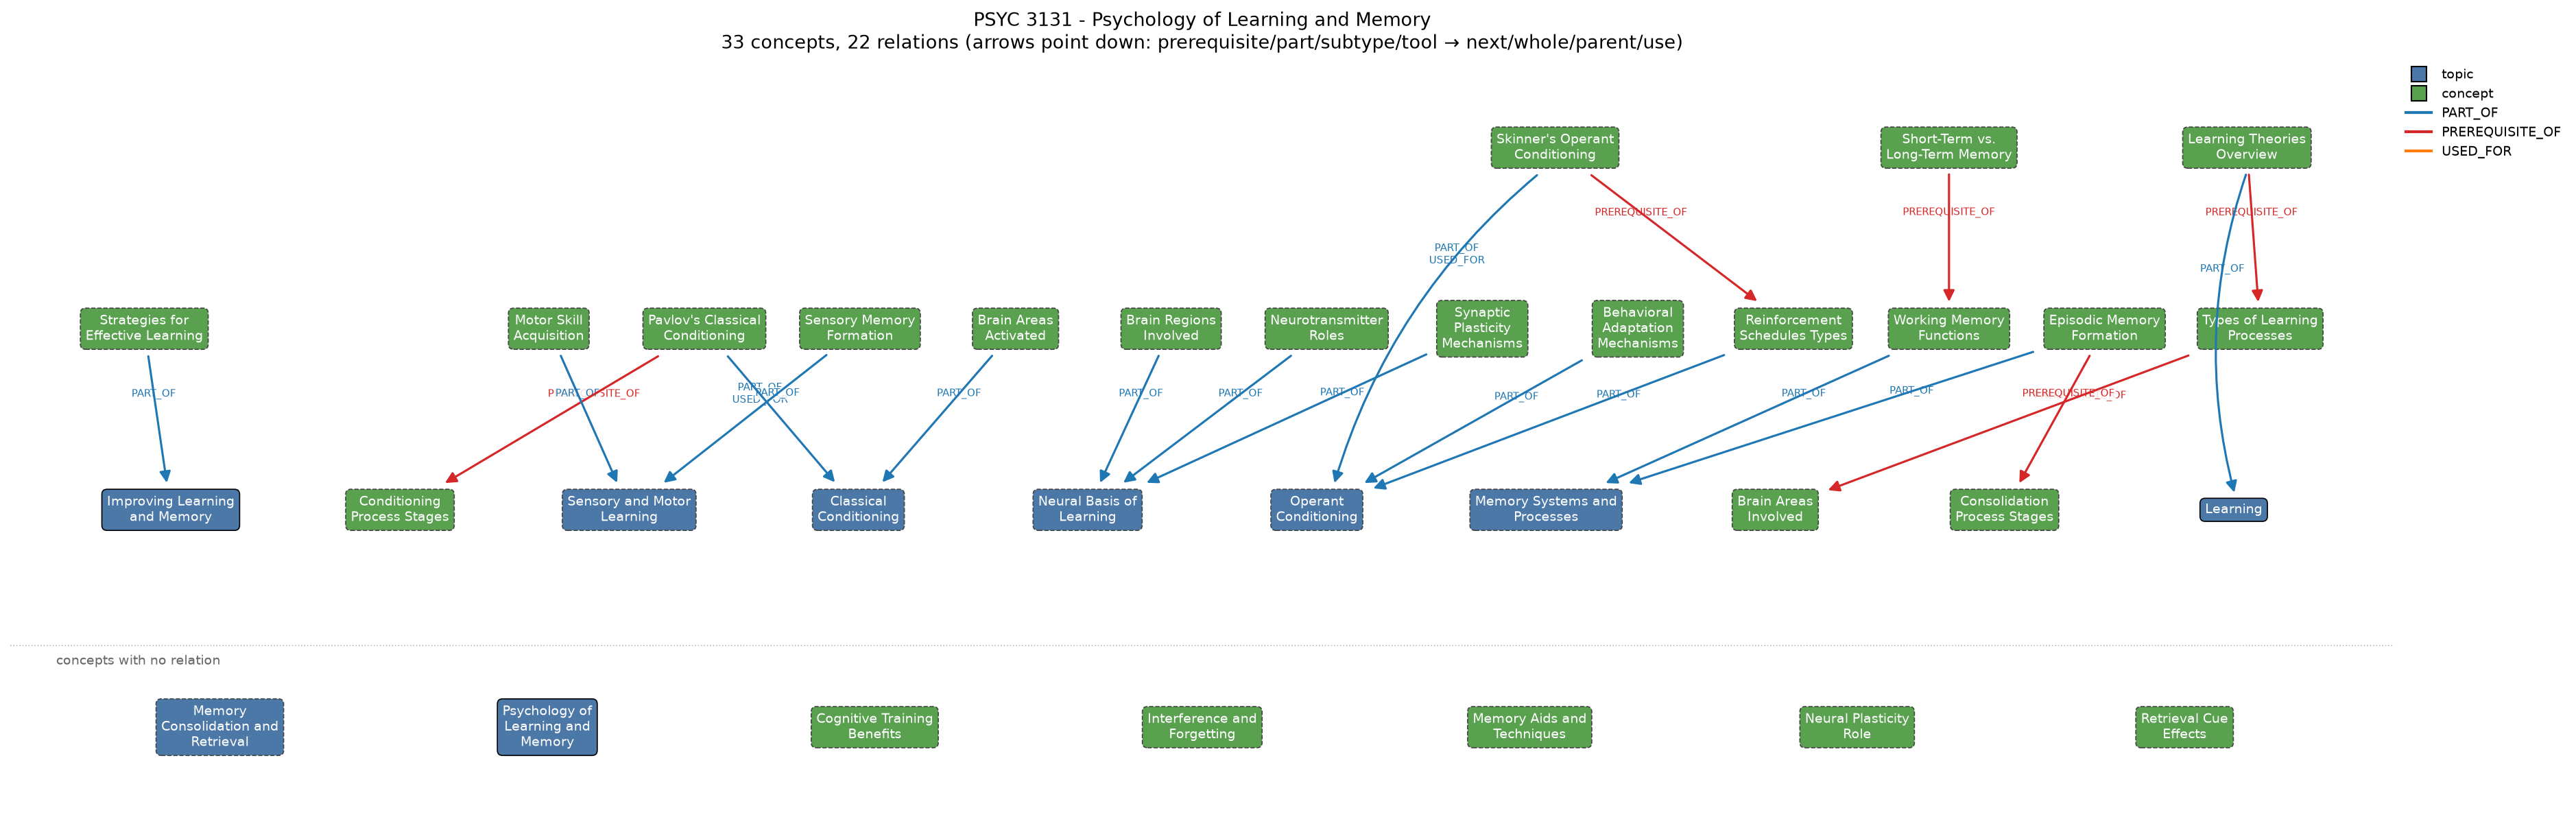 PSYC 3131 - Psychology of Learning and Memory
33 concepts, 22 relations (arrows point down: prerequisite/part/subtype/tool → next/whole/parent/use)
topic
concept
PART_OF
PREREQUISITE_OF
USED_FOR
Skinner's Operant
Conditioning
Short-Term vs.
Long-Term Memory
Learning Theories
Overview
PREREQUISITE_OF
PREREQUISITE_OF
PREREQUISITE_OF
PART_OF
USED_FOR
PART_OF
Strategies for
Effective Learning
Motor Skill
Acquisition
Pavlov's Classical
Conditioning
Sensory Memory
Formation
Brain Areas
Activated
Brain Regions
Involved
Neurotransmitter
Roles
Synaptic
Plasticity
Mechanisms
Behavioral
Adaptation
Mechanisms
Reinforcement
Schedules Types
Working Memory
Functions
Episodic Memory
Formation
Types of Learning
Processes
PART_OF
PART_OF
PART_OF
USED_FOR
PART_OF
PART_OF
PART_OF
PART_OF
PART_OF
PART_OF
PART_OF
PART_OF
PART_OF
PREREQUISITE_OF
Improving Learning
and Memory
Conditioning
Process Stages
Sensory and Motor
Learning
Classical
Conditioning
Neural Basis of
Learning
Operant
Conditioning
Memory Systems and
Processes
Brain Areas
Involved
Consolidation
Process Stages
Learning
concepts with no relation
Memory
Consolidation and
Retrieval
Psychology of
Learning and
Memory
Cognitive Training
Benefits
Interference and
Forgetting
Memory Aids and
Techniques
Neural Plasticity
Role
Retrieval Cue
Effects